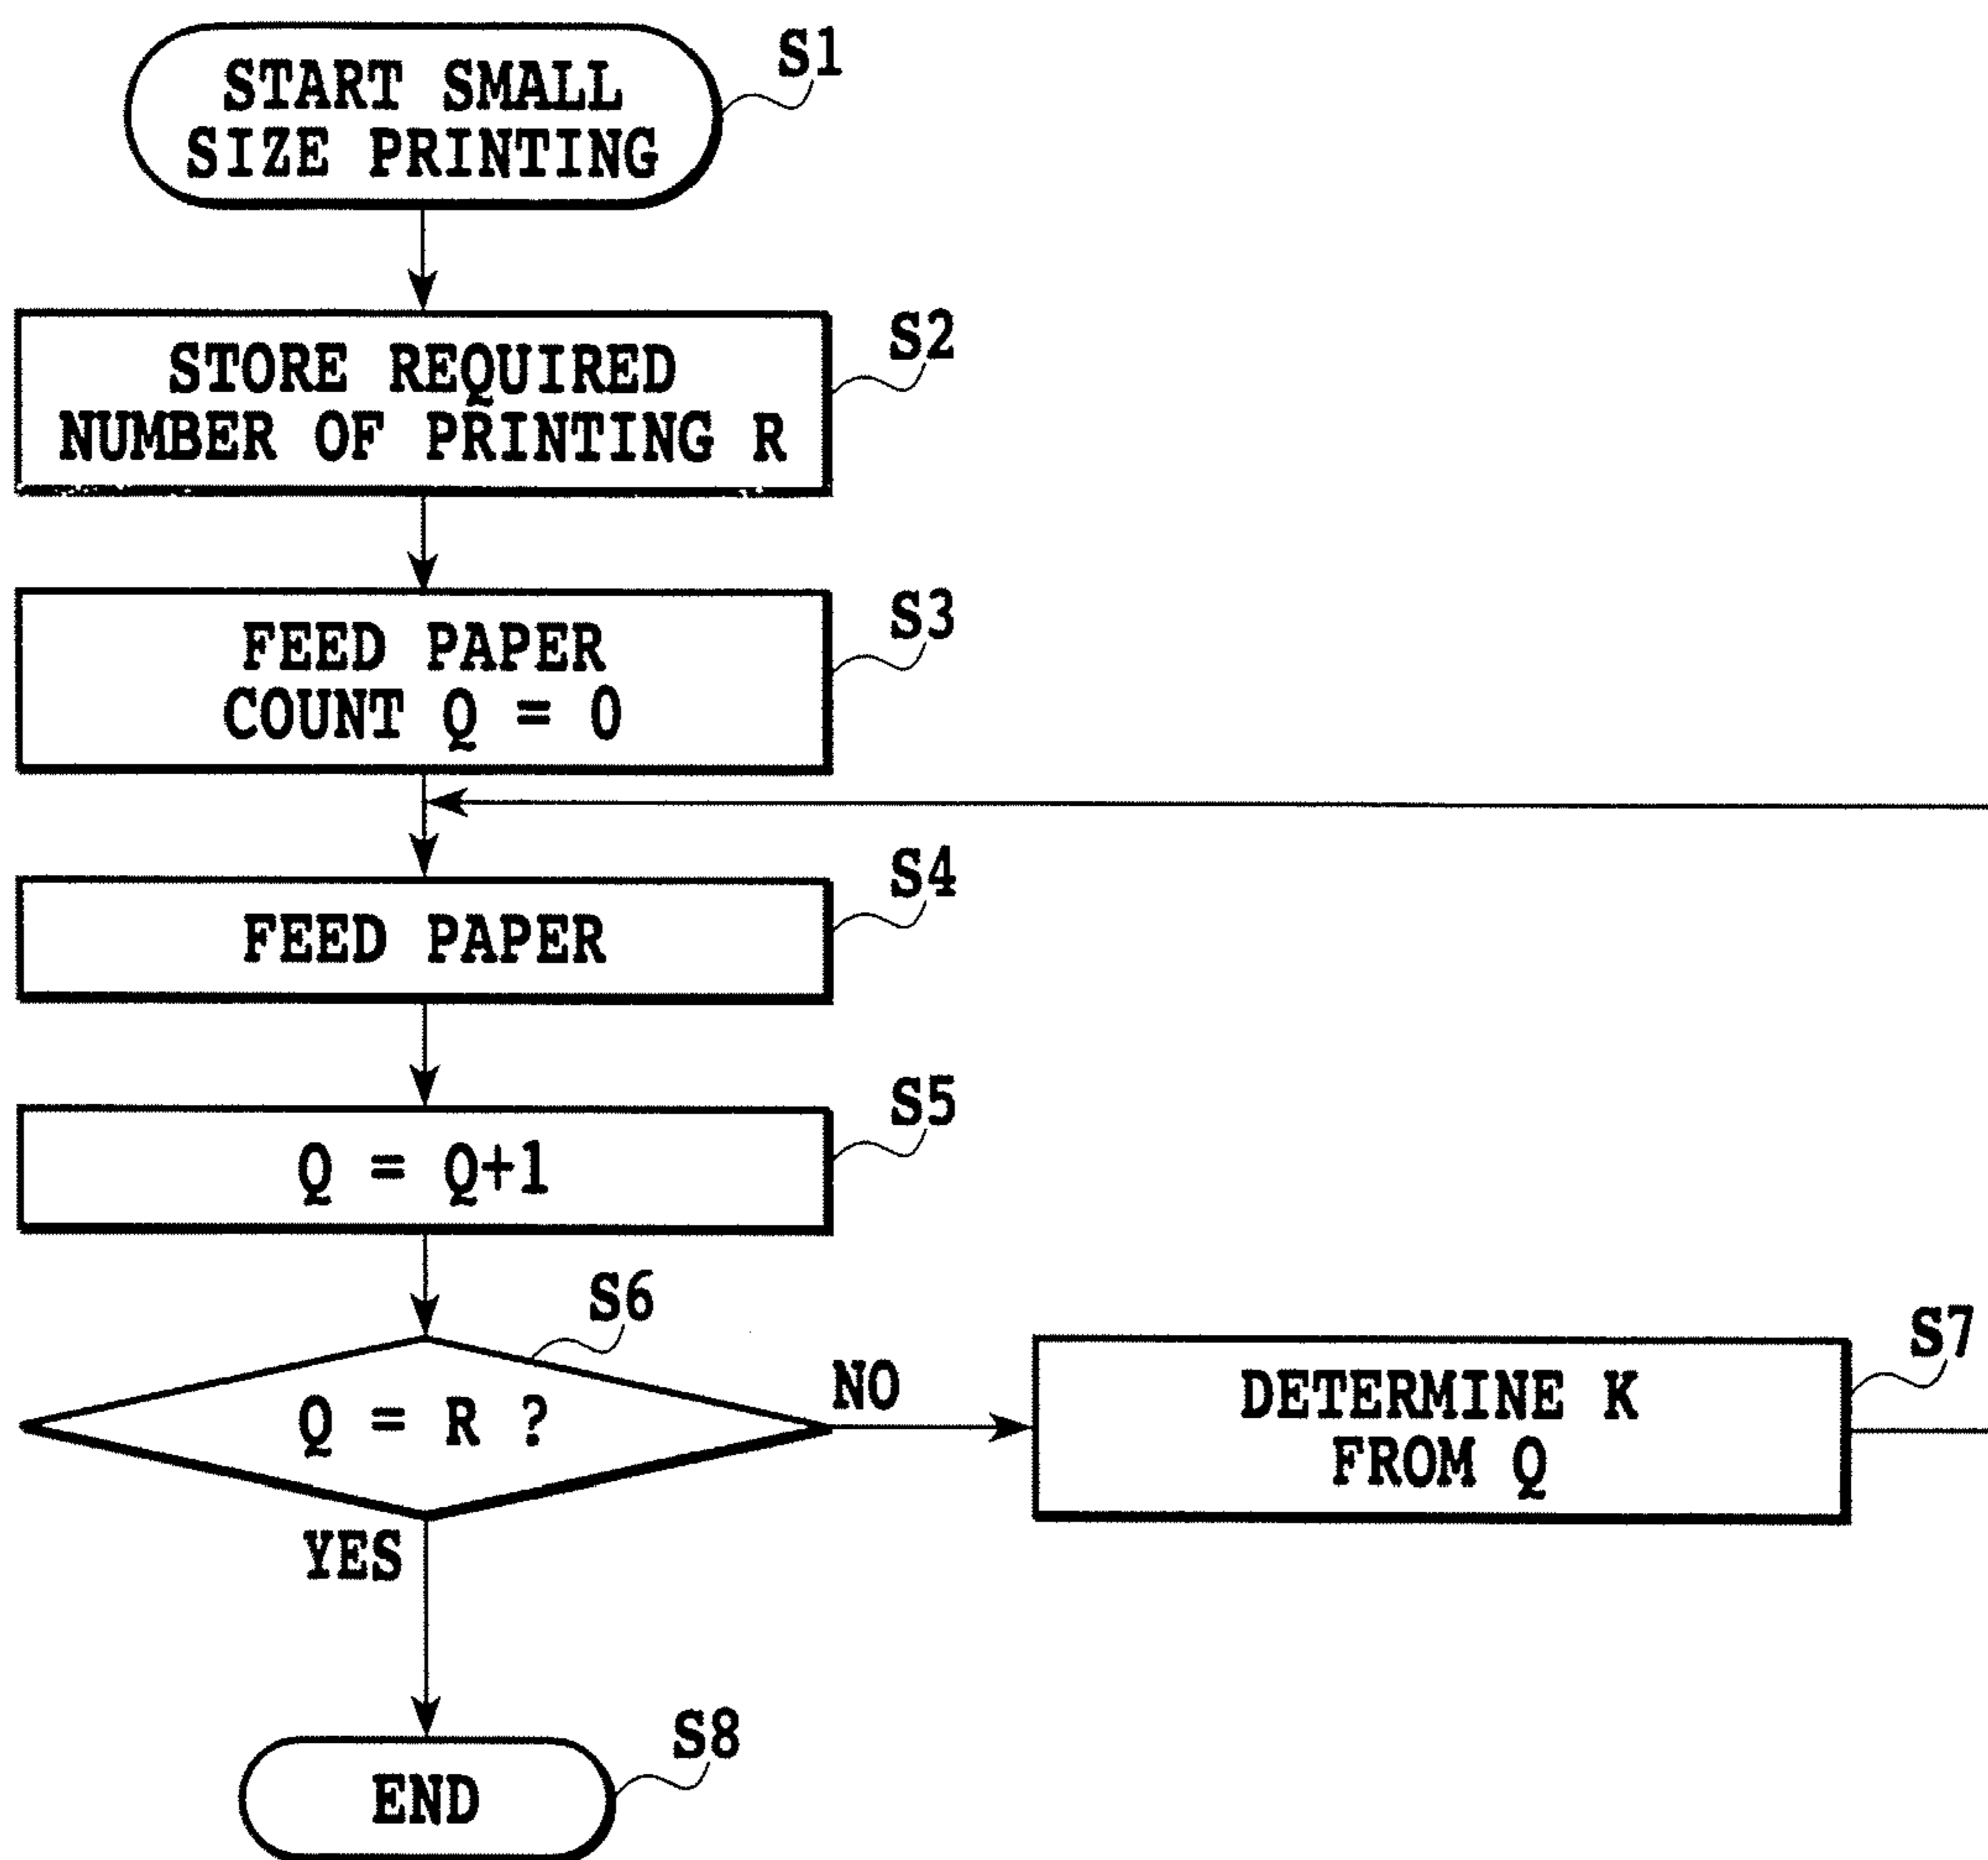 START SMALL
SIZE PRINTING
S1
STORE REQUIRED
NUMBER OF PRINTING R
S2
FEED PAPER
COUNT Q = 0
S3
FEED PAPER
S4
Q = Q+1
S5
Q = R ?
S6
NO
DETERMINE K
FROM Q
S7
YES
END
S8